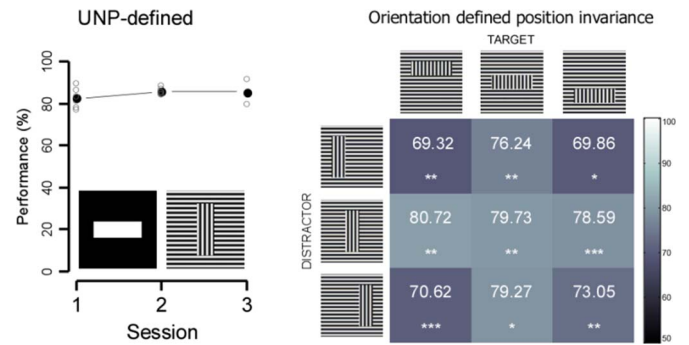 UNP-defined
Performance (%)
100
80
60
40
20
0
1 2 3
Session
Orientation defined position invariance
TARGET
DISTRACTOR
69.32 76.24 69.86
** ** *
80.72 79.73 78.59
** ** ***
70.62 79.27 73.05
*** * **
100
90
80
70
60
50